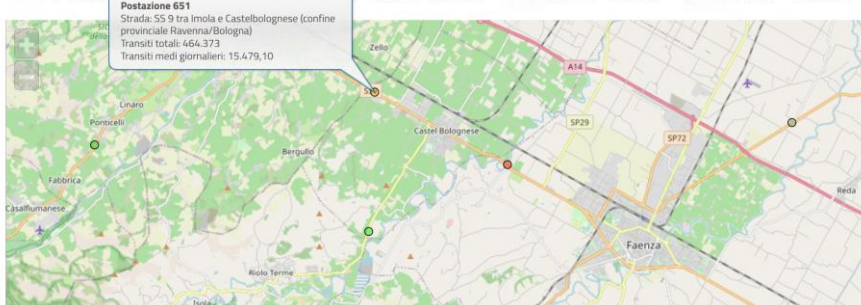 Postazione 651
Strada: SS 9 tra Imola e Castelbolognese (confine
provinciale Ravenna/Bologna)
Transiti totali: 464.373
Transiti medi giornalieri: 15.479,10
+
−
Zello
A14
Linaro
Ponticelli
Castel Bolognese
SP29
SP72
Bergullo
Fabbrica
Reda
Casalfiumanese
Faenza
Riolo Terme
Isola